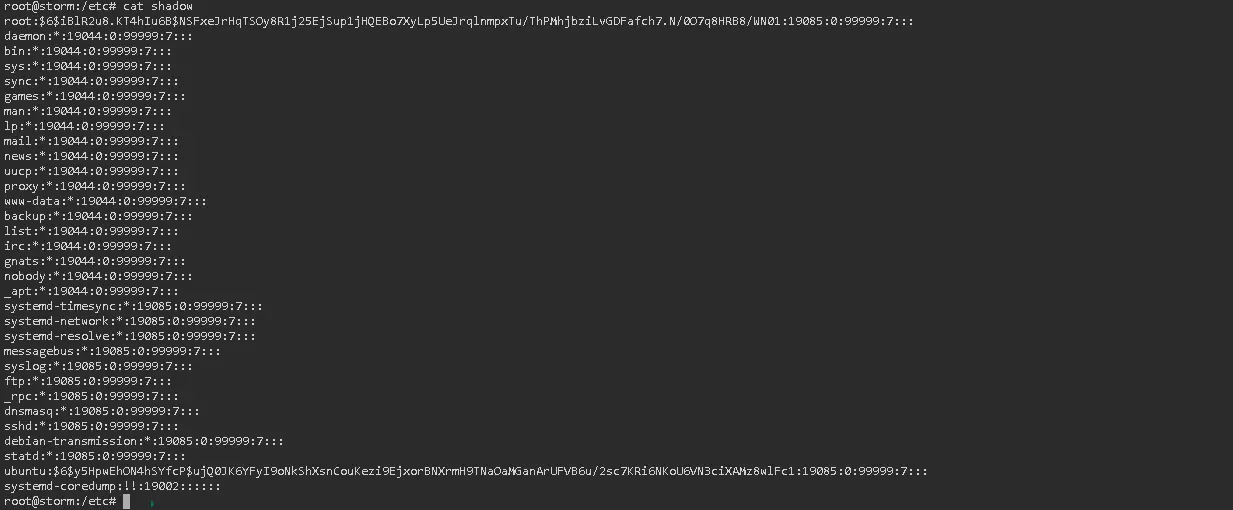 root@storm:/etc# cat shadow
root:$6$iBlR2u8.KT4hIu6B$NSFxeJrHqTSOy8R1j25EjSup1jHQEBo7XyLp5UeJrqlnmpxTu/ThPMhjbziLvGDFafch7.N/0O7q8HRB8/WN01:19085:0:99999:7:::
daemon:*:19044:0:99999:7:::
bin:*:19044:0:99999:7:::
sys:*:19044:0:99999:7:::
sync:*:19044:0:99999:7:::
games:*:19044:0:99999:7:::
man:*:19044:0:99999:7:::
lp:*:19044:0:99999:7:::
mail:*:19044:0:99999:7:::
news:*:19044:0:99999:7:::
uucp:*:19044:0:99999:7:::
proxy:*:19044:0:99999:7:::
www-data:*:19044:0:99999:7:::
backup:*:19044:0:99999:7:::
list:*:19044:0:99999:7:::
irc:*:19044:0:99999:7:::
gnats:*:19044:0:99999:7:::
nobody:*:19044:0:99999:7:::
_apt:*:19044:0:99999:7:::
systemd-timesync:*:19085:0:99999:7:::
systemd-network:*:19085:0:99999:7:::
systemd-resolve:*:19085:0:99999:7:::
messagebus:*:19085:0:99999:7:::
syslog:*:19085:0:99999:7:::
ftp:*:19085:0:99999:7:::
_rpc:*:19085:0:99999:7:::
dnsmasq:*:19085:0:99999:7:::
sshd:*:19085:0:99999:7:::
debian-transmission:*:19085:0:99999:7:::
statd:*:19085:0:99999:7:::
ubuntu:$6$y5HpwEhON4hSYfcP$ujQ0JK6YFyI9oNkShXsnCouKezi9EjxorBNXrmH9TNaOaMGanArUFVB6u/2sc7KRi6NKoU6VN3ciXAMz8wlFc1:19085:0:99999:7:::
systemd-coredump:!!:19002::::::
root@storm:/etc#